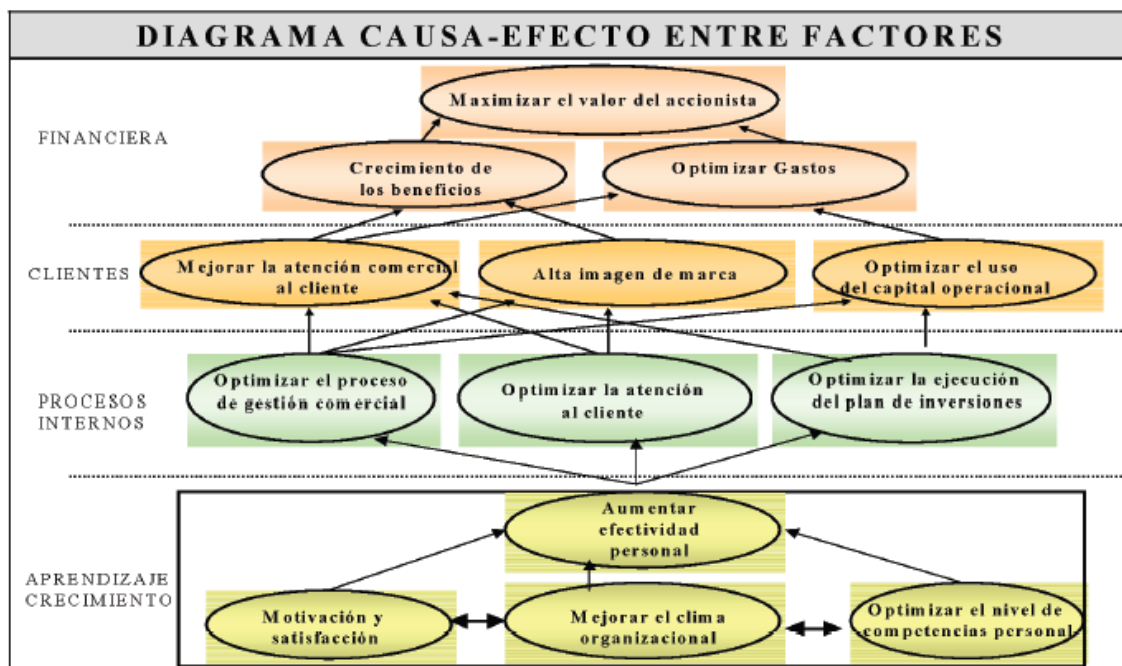 DIAGRAMA CAUSA-EFECTO ENTRE FACTORES
FINANCIERA
Maximizar el valor del accionista
Crecimiento de
los beneficios
Optimizar Gastos
CLIENTES
Mejorar la atención comercial
al cliente
Alta imagen de marca
Optimizar el uso
del capital operacional
PROCESOS
INTERNOS
Optimizar el proceso
de gestión comercial
Optimizar la atención
al cliente
Optimizar la ejecución
del plan de inversiones
APRENDIZAJE
CRECIMIENTO
Aumentar
efectividad
personal
Motivación y
satisfacción
Mejorar el clima
organizacional
Optimizar el nivel de
competencias personal